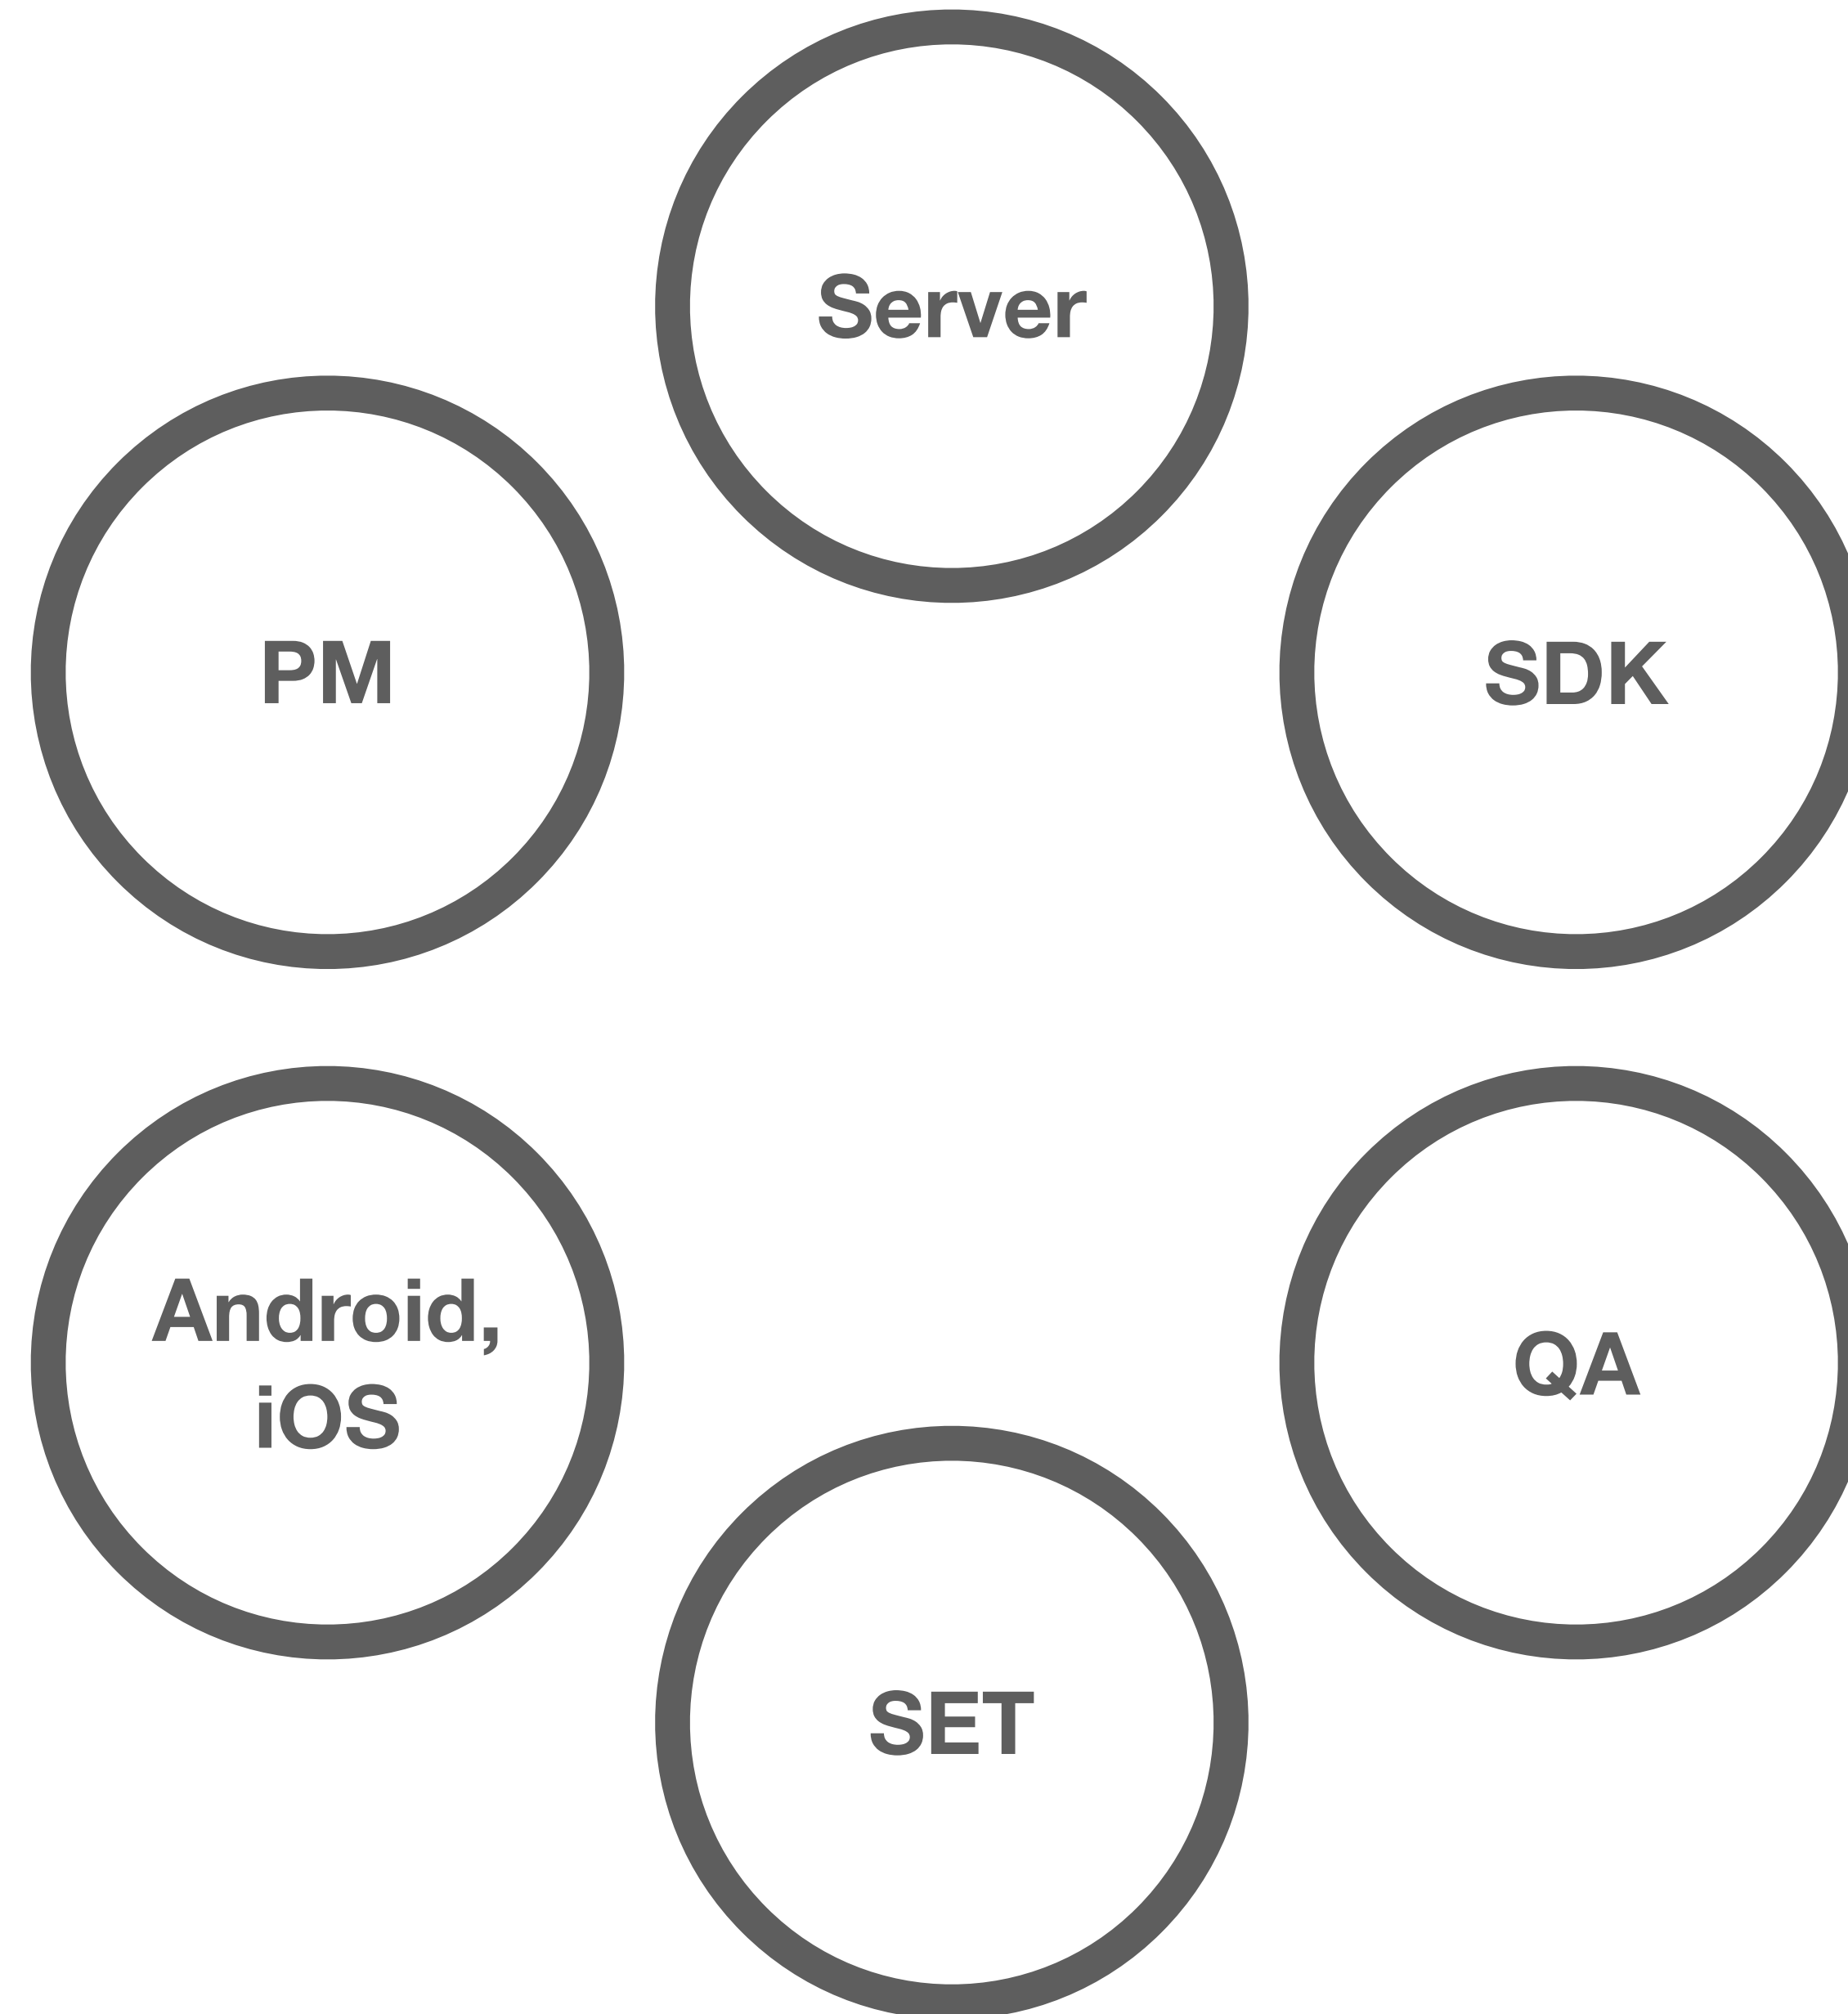 Server
PM
SDK
Android,
iOS
QA
SET